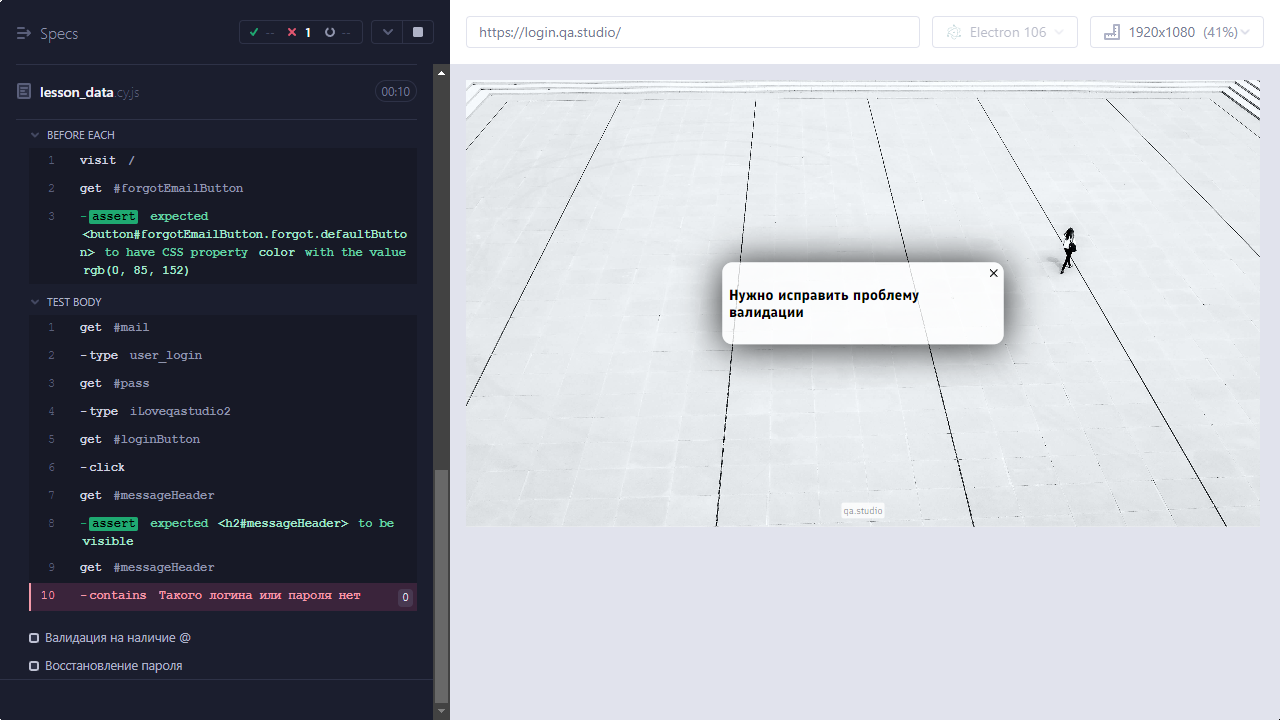 Specs
-- 1 --
https://login.qa.studio/
Electron 106
1920x1080 (41%)
lesson_data cy.js
00:10
BEFORE EACH
1 visit /
2 get #forgotEmailButton
3 -assert expected
<button#forgotEmailButton.forgot.defaultButto
n> to have CSS property color with the value
rgb(0, 85, 152)
TEST BODY
1 get #mail
2 -type user_login
3 get #pass
4 -type iLoveqastudio2
5 get #loginButton
6 -click
7 get #messageHeader
8 -assert expected <h2#messageHeader> to be
visible
9 get #messageHeader
10 -contains Такого логина или пароля нет 0
Валидация на наличие @
Восстановление пароля
Нужно исправить проблему
валидации
qa.studio